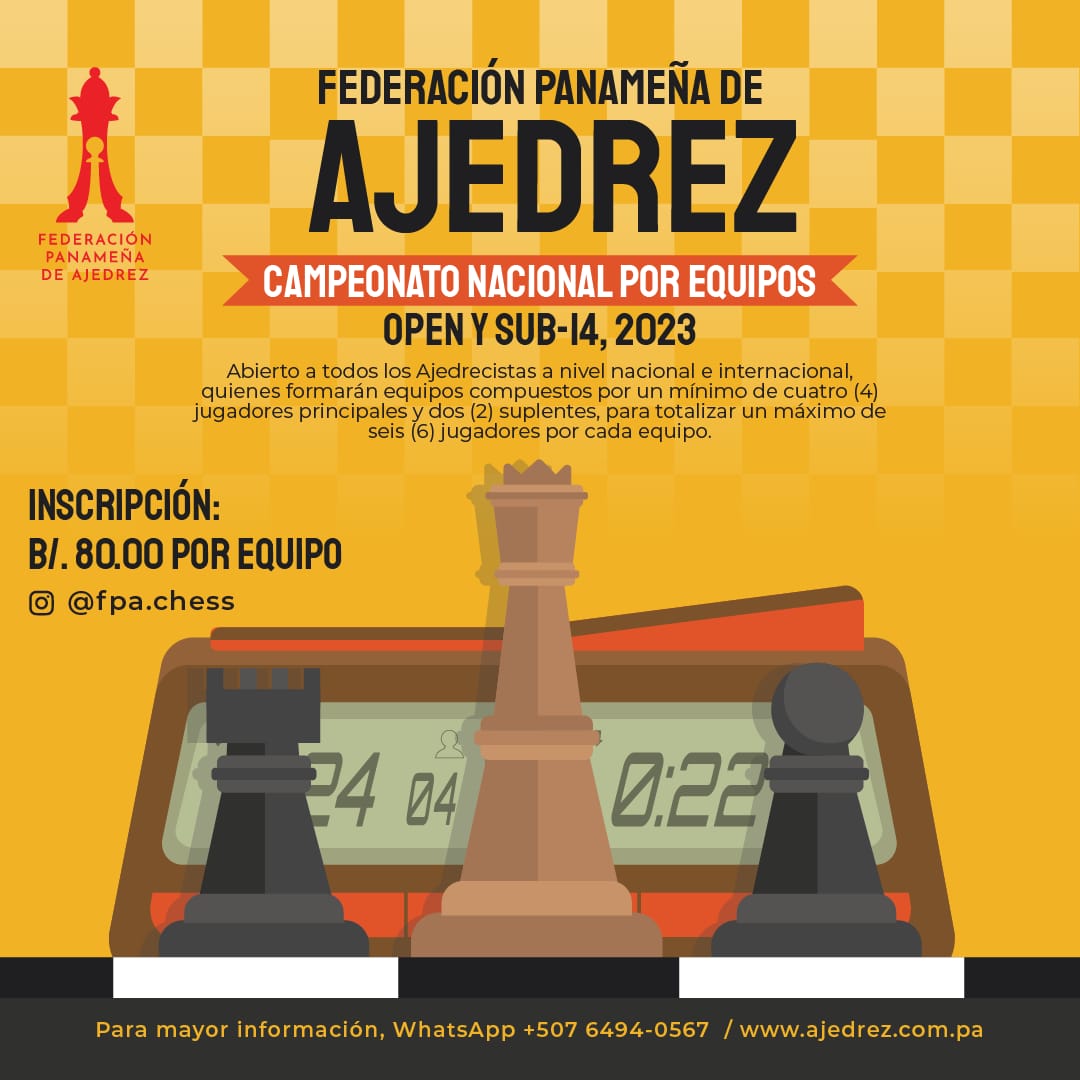 FEDERACIÓN PANAMEÑA DE
AJEDREZ
FEDERACIÓN
PANAMEÑA
DE AJEDREZ
CAMPEONATO NACIONAL POR EQUIPOS
OPEN Y SUB-14, 2023
Abierto a todos los Ajedrecistas a nivel nacional e internacional,
quienes formarán equipos compuestos por un mínimo de cuatro (4)
jugadores principales y dos (2) suplentes, para totalizar un máximo de
seis (6) jugadores por cada equipo.
INSCRIPCIÓN:
B/. 80.00 POR EQUIPO
@fpa.chess
24 04 0:22
Para mayor información, WhatsApp +507 6494-0567 / www.ajedrez.com.pa